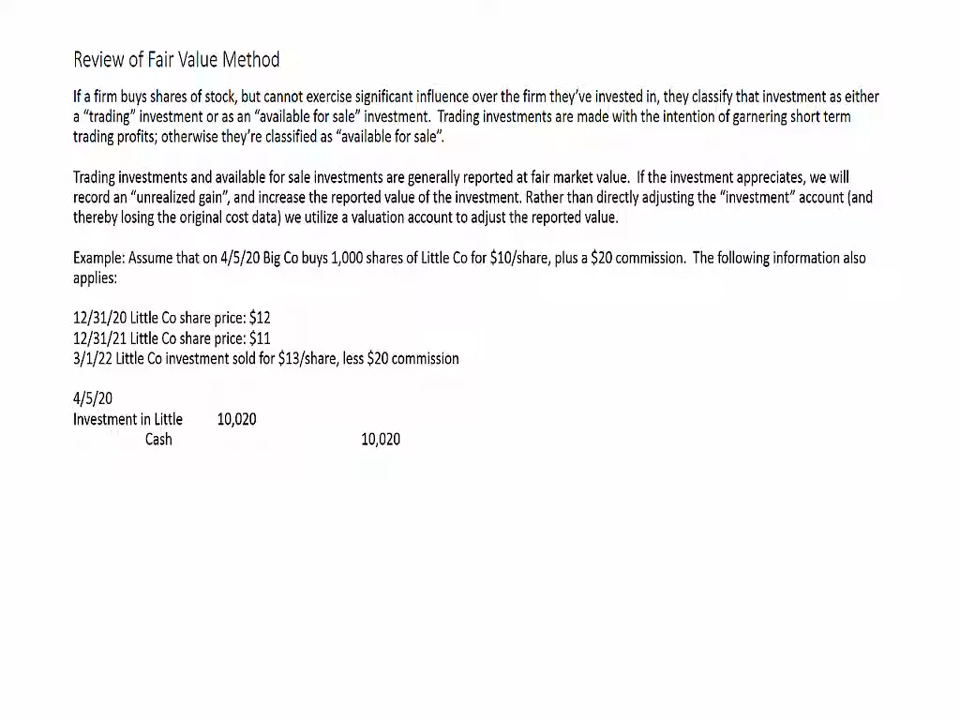 Review of Fair Value Method
If a firm buys shares of stock, but cannot exercise significant influence over the firm they’ve invested in, they classify that investment as either
a “trading” investment or as an “available for sale” investment. Trading investments are made with the intention of garnering short term
trading profits; otherwise they’re classified as “available for sale”.
Trading investments and available for sale investments are generally reported at fair market value. If the investment appreciates, we will
record an “unrealized gain”, and increase the reported value of the investment. Rather than directly adjusting the “investment” account (and
thereby losing the original cost data) we utilize a valuation account to adjust the reported value.
Example: Assume that on 4/5/20 Big Co buys 1,000 shares of Little Co for $10/share, plus a $20 commission. The following information also
applies:
12/31/20 Little Co share price: $12
12/31/21 Little Co share price: $11
3/1/22 Little Co investment sold for $13/share, less $20 commission
4/5/20
Investment in Little 10,020
Cash 10,020